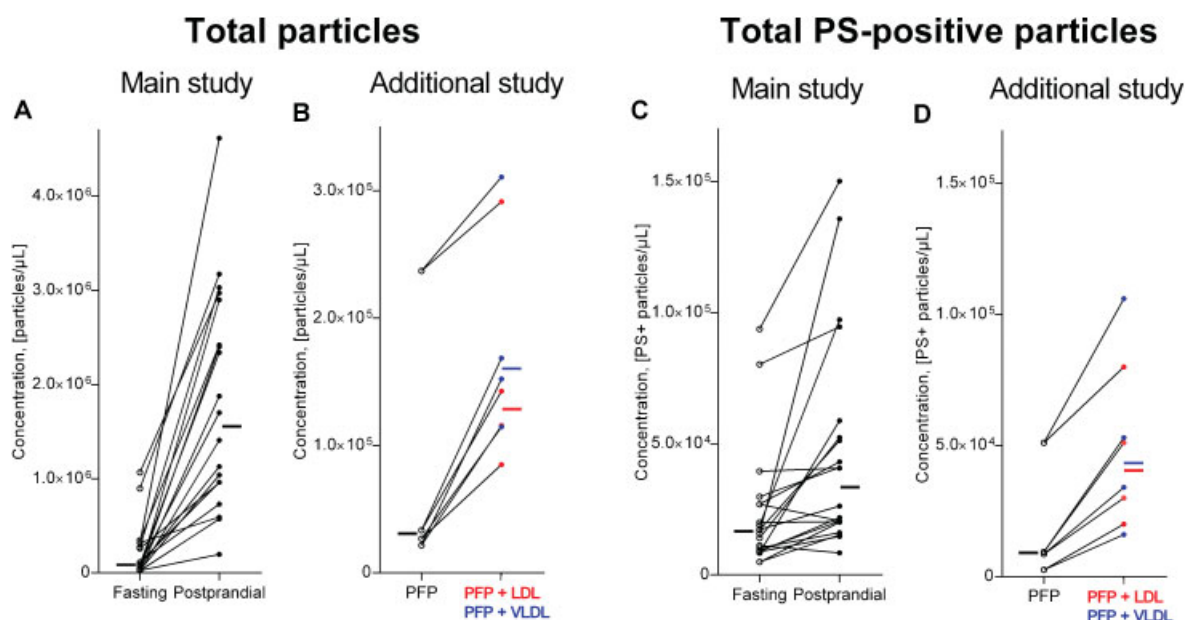 Total particles
Total PS-positive particles
Main study
Additional study
Main study
Additional study
A
B
C
D
Concentration, [particles/µL]
4.0×10⁶
3.0×10⁶
2.0×10⁶
1.0×10⁶
0
Fasting Postprandial
Concentration, [particles/µL]
3.0×10⁵
2.0×10⁵
1.0×10⁵
0
PFP
PFP + LDL
PFP + VLDL
Concentration, [PS+ particles/µL]
1.5×10⁵
1.0×10⁵
5.0×10⁴
0
Fasting Postprandial
Concentration, [PS+ particles/µL]
1.5×10⁵
1.0×10⁵
5.0×10⁴
0
PFP
PFP + LDL
PFP + VLDL